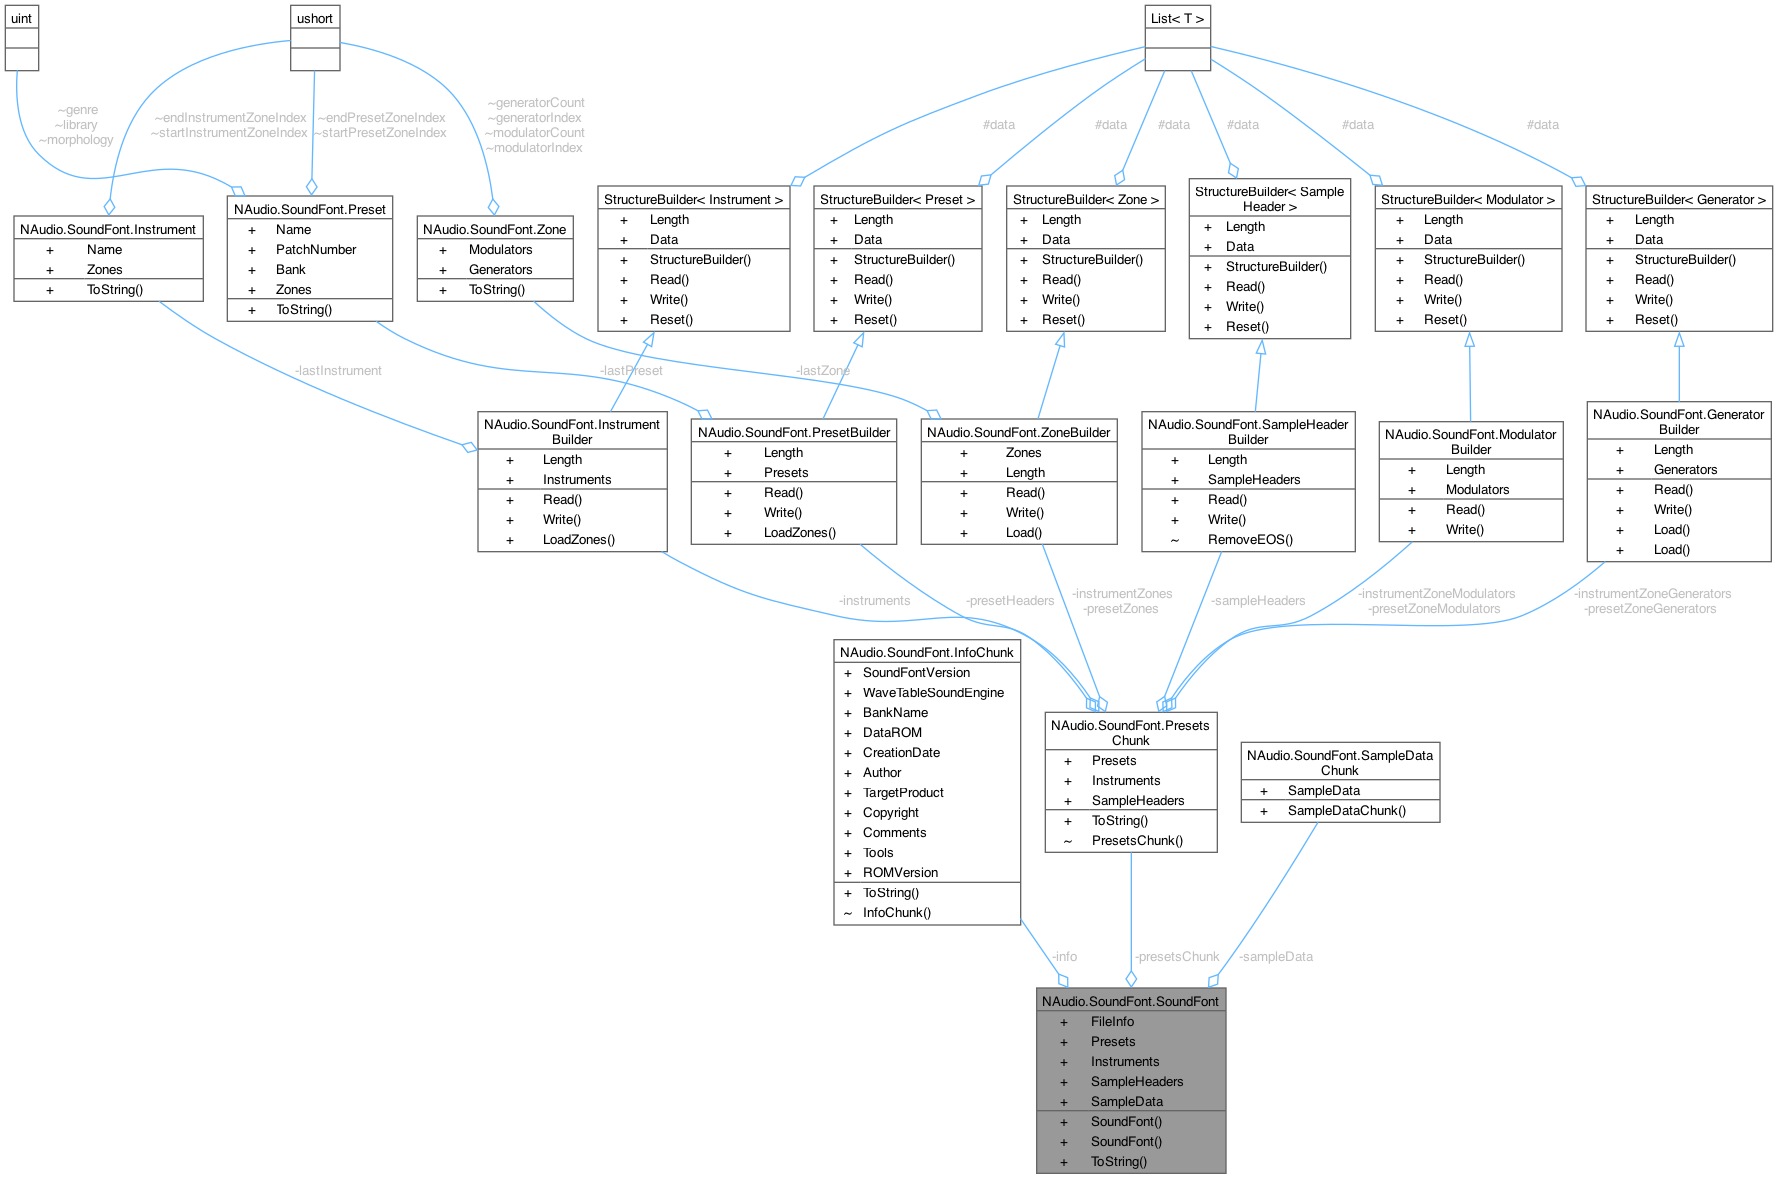 uint
ushort
List< T >
~genre
~library
~morphology
~endInstrumentZoneIndex
~startInstrumentZoneIndex
~endPresetZoneIndex
~startPresetZoneIndex
~generatorCount
~generatorIndex
~modulatorCount
~modulatorIndex
#data
#data
#data
#data
#data
#data
NAudio.SoundFont.Instrument
+ Name
+ Zones
+ ToString()
NAudio.SoundFont.Preset
+ Name
+ PatchNumber
+ Bank
+ Zones
+ ToString()
NAudio.SoundFont.Zone
+ Modulators
+ Generators
+ ToString()
StructureBuilder< Instrument >
+ Length
+ Data
+ StructureBuilder()
+ Read()
+ Write()
+ Reset()
StructureBuilder< Preset >
+ Length
+ Data
+ StructureBuilder()
+ Read()
+ Write()
+ Reset()
StructureBuilder< Zone >
+ Length
+ Data
+ StructureBuilder()
+ Read()
+ Write()
+ Reset()
StructureBuilder< Sample
Header >
+ Length
+ Data
+ StructureBuilder()
+ Read()
+ Write()
+ Reset()
StructureBuilder< Modulator >
+ Length
+ Data
+ StructureBuilder()
+ Read()
+ Write()
+ Reset()
StructureBuilder< Generator >
+ Length
+ Data
+ StructureBuilder()
+ Read()
+ Write()
+ Reset()
-lastInstrument
-lastPreset
-lastZone
NAudio.SoundFont.Instrument
Builder
+ Length
+ Instruments
+ Read()
+ Write()
+ LoadZones()
NAudio.SoundFont.PresetBuilder
+ Length
+ Presets
+ Read()
+ Write()
+ LoadZones()
NAudio.SoundFont.ZoneBuilder
+ Zones
+ Length
+ Read()
+ Write()
+ Load()
NAudio.SoundFont.SampleHeader
Builder
+ Length
+ SampleHeaders
+ Read()
+ Write()
~ RemoveEOS()
NAudio.SoundFont.Modulator
Builder
+ Length
+ Modulators
+ Read()
+ Write()
NAudio.SoundFont.Generator
Builder
+ Length
+ Generators
+ Read()
+ Write()
+ Load()
+ Load()
-instruments
-presetHeaders
-instrumentZones
-presetZones
-sampleHeaders
-instrumentZoneModulators
-presetZoneModulators
-instrumentZoneGenerators
-presetZoneGenerators
NAudio.SoundFont.InfoChunk
+ SoundFontVersion
+ WaveTableSoundEngine
+ BankName
+ DataROM
+ CreationDate
+ Author
+ TargetProduct
+ Copyright
+ Comments
+ Tools
+ ROMVersion
+ ToString()
~ InfoChunk()
NAudio.SoundFont.Presets
Chunk
+ Presets
+ Instruments
+ SampleHeaders
+ ToString()
~ PresetsChunk()
NAudio.SoundFont.SampleData
Chunk
+ SampleData
+ SampleDataChunk()
-info
-presetsChunk
-sampleData
NAudio.SoundFont.SoundFont
+ FileInfo
+ Presets
+ Instruments
+ SampleHeaders
+ SampleData
+ SoundFont()
+ SoundFont()
+ ToString()